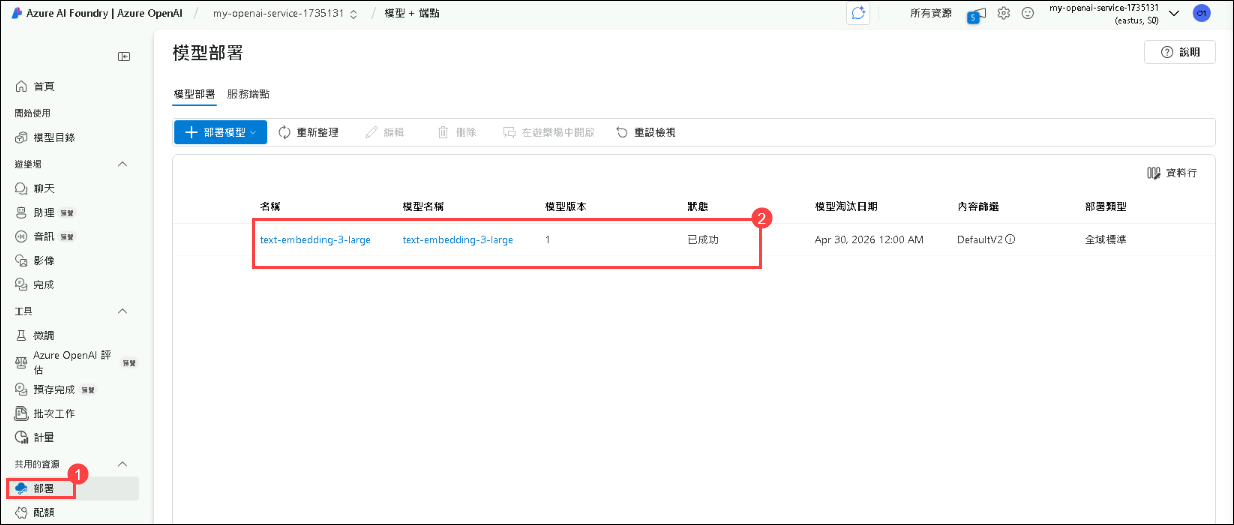 Azure AI Foundry | Azure OpenAI / my-openai-service-1735131 / 模型 + 端點
所有資源
5
my-openai-service-1735131
(eastus, S0)
模型部署
說明
首頁
開始使用
模型目錄
遊樂場
聊天
助理 預覽
音訊 預覽
影像
完成
工具
微調
Azure OpenAI 評
估 預覽
預存完成 預覽
批次工作
計量
共用的資源
1
部署
配額
模型部署 服務端點
+ 部署模型 重新整理 編輯 刪除 在遊樂場中開啟 重設檢視
資料行
名稱 模型名稱 模型版本 狀態 模型淘汰日期 內容篩選 部署類型
2
text-embedding-3-large text-embedding-3-large 1 已成功 Apr 30, 2026 12:00 AM DefaultV2 全域標準